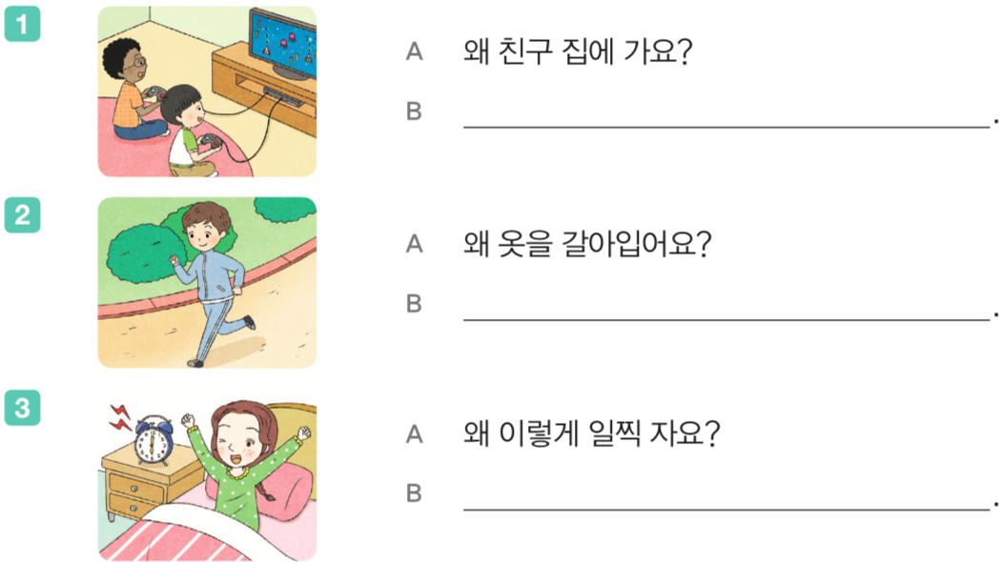 1
A 왜 친구 집에 가요?
B .
2
A 왜 옷을 갈아입어요?
B .
3
A 왜 이렇게 일찍 자요?
B .